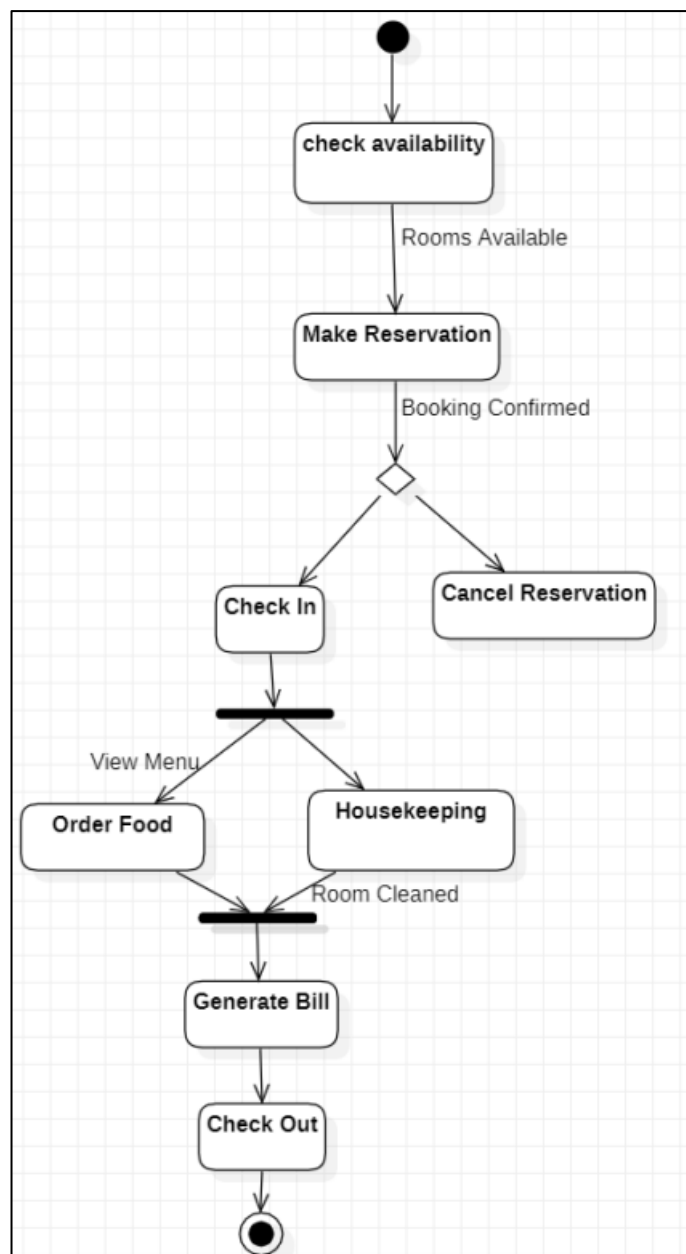 check availability
Rooms Available
Make Reservation
Booking Confirmed
Check In
Cancel Reservation
View Menu
Order Food
Housekeeping
Room Cleaned
Generate Bill
Check Out